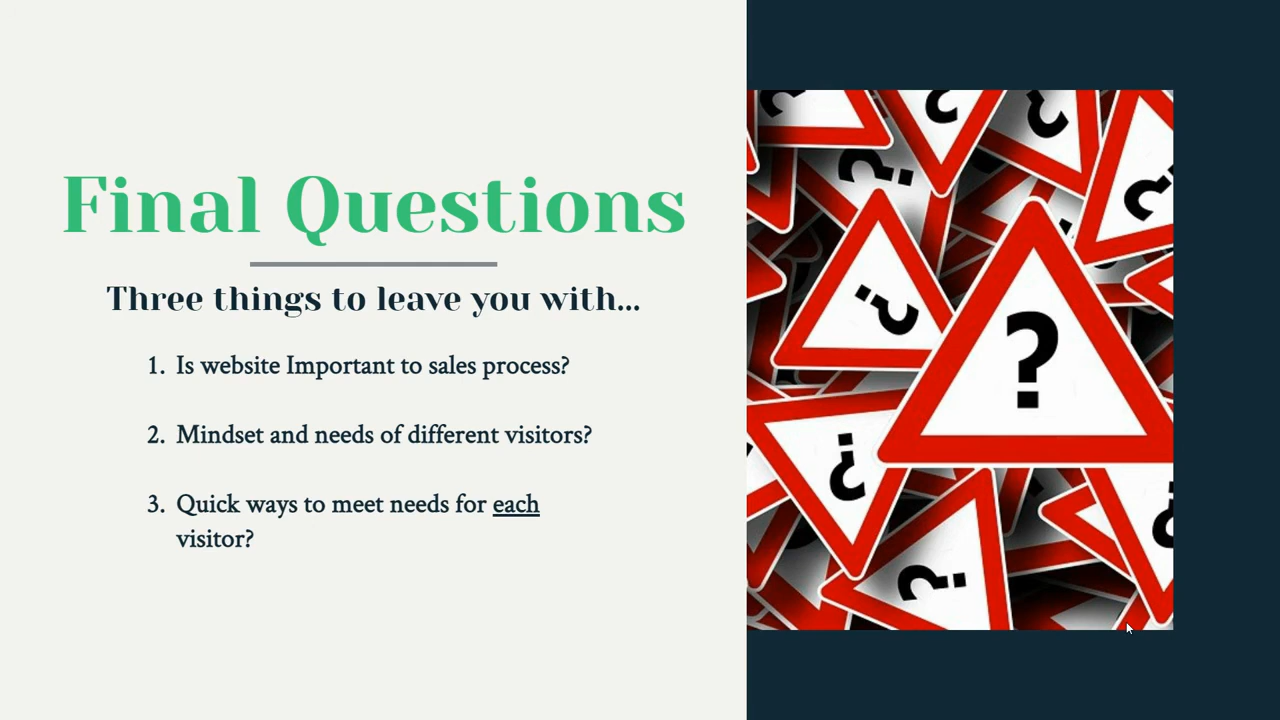 Final Questions
Three things to leave you with...
1. Is website Important to sales process?
2. Mindset and needs of different visitors?
3. Quick ways to meet needs for each
visitor?
?
?
?
?
?
?
?
?
?
?